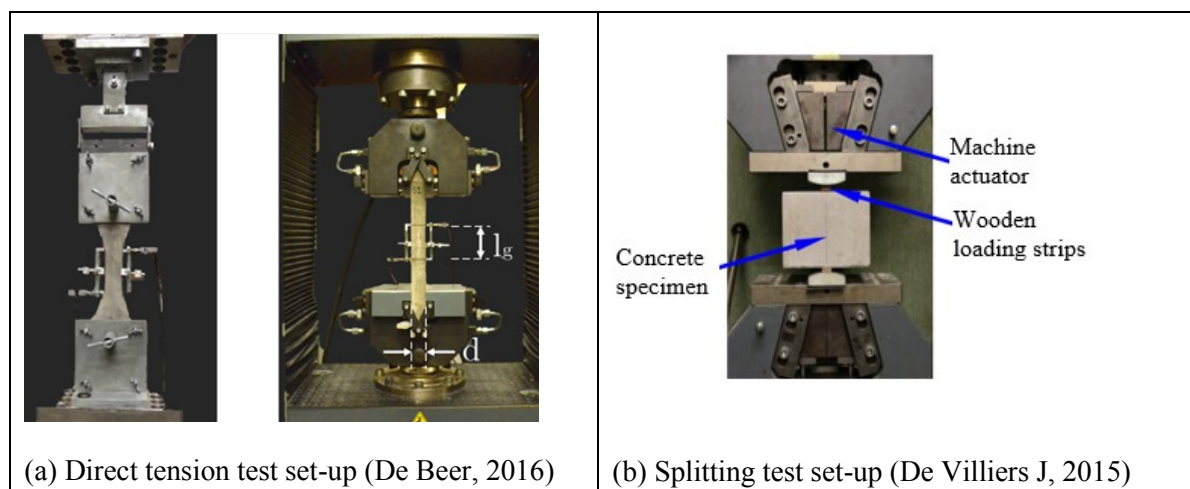 lg
d
(a) Direct tension test set-up (De Beer, 2016)
Machine
actuator
Wooden
loading strips
Concrete
specimen
(b) Splitting test set-up (De Villiers J, 2015)